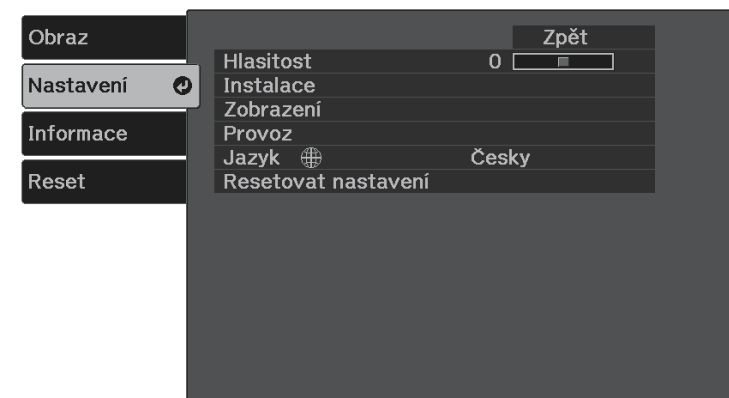 Obraz
Nastavení
Informace
Reset
Zpět
Hlasitost 0
Instalace
Zobrazení
Provoz
Jazyk Česky
Resetovat nastavení